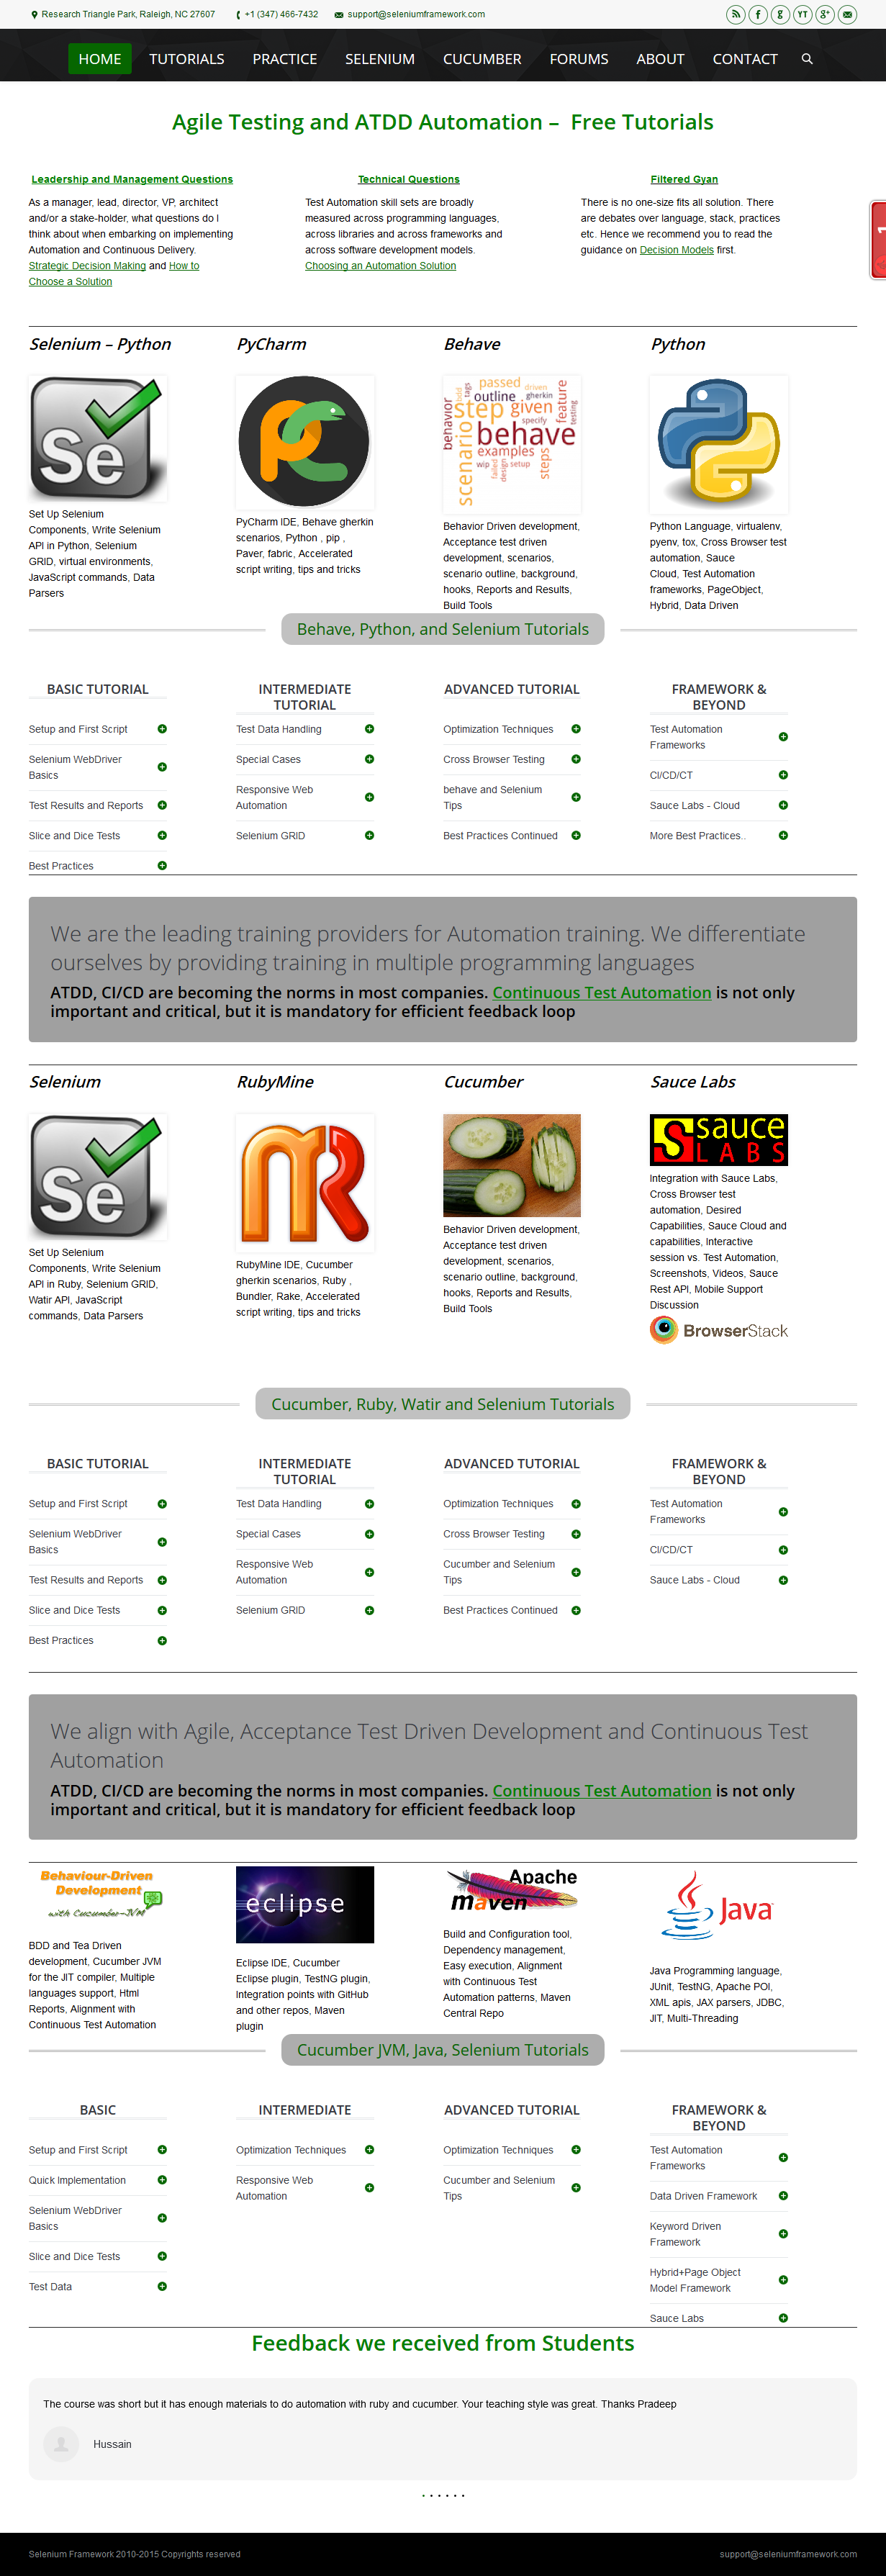 Research Triangle Park, Raleigh, NC 27607 +1 (347) 466-7432 support@seleniumframework.com
HOME TUTORIALS PRACTICE SELENIUM CUCUMBER FORUMS ABOUT CONTACT
Agile Testing and ATDD Automation – Free Tutorials
Leadership and Management Questions
As a manager, lead, director, VP, architect
and/or a stake-holder, what questions do I
think about when embarking on implementing
Automation and Continuous Delivery.
Strategic Decision Making and How to
Choose a Solution
Technical Questions
Test Automation skill sets are broadly
measured across programming languages,
across libraries and across frameworks and
across software development models.
Choosing an Automation Solution
Filtered Gyan
There is no one-size fits all solution. There
are debates over language, stack, practices
etc. Hence we recommend you to read the
guidance on Decision Models first.
1
Selenium – Python
Se
Set Up Selenium
Components, Write Selenium
API in Python, Selenium
GRID, virtual environments,
JavaScript commands, Data
Parsers
PyCharm
PC
PyCharm IDE, Behave gherkin
scenarios, Python , pip ,
Paver, fabric, Accelerated
script writing, tips and tricks
Behave
behavior build tags passed driven feature
outline gherkin testing
step given
specify
scenario behave
examples
wip failed design setup steps
Behavior Driven development,
Acceptance test driven
development, scenarios,
scenario outline, background,
hooks, Reports and Results,
Build Tools
Python
Python Language, virtualenv,
pyenv, tox, Cross Browser test
automation, Sauce
Cloud, Test Automation
frameworks, PageObject,
Hybrid, Data Driven
Behave, Python, and Selenium Tutorials
BASIC TUTORIAL
Setup and First Script
Selenium WebDriver
Basics
Test Results and Reports
Slice and Dice Tests
Best Practices
INTERMEDIATE
TUTORIAL
Test Data Handling
Special Cases
Responsive Web
Automation
Selenium GRID
ADVANCED TUTORIAL
Optimization Techniques
Cross Browser Testing
behave and Selenium
Tips
Best Practices Continued
FRAMEWORK &
BEYOND
Test Automation
Frameworks
CI/CD/CT
Sauce Labs - Cloud
More Best Practices..
We are the leading training providers for Automation training. We differentiate
ourselves by providing training in multiple programming languages
ATDD, CI/CD are becoming the norms in most companies. Continuous Test Automation is not only
important and critical, but it is mandatory for efficient feedback loop
Selenium
Se
Set Up Selenium
Components, Write Selenium
API in Ruby, Selenium GRID,
Watir API, JavaScript
commands, Data Parsers
RubyMine
RubyMine IDE, Cucumber
gherkin scenarios, Ruby ,
Bundler, Rake, Accelerated
script writing, tips and tricks
Cucumber
Behavior Driven development,
Acceptance test driven
development, scenarios,
scenario outline, background,
hooks, Reports and Results,
Build Tools
Sauce Labs
S sauce
LABS
Integration with Sauce Labs,
Cross Browser test
automation, Desired
Capabilities, Sauce Cloud and
capabilities, Interactive
session vs. Test Automation,
Screenshots, Videos, Sauce
Rest API, Mobile Support
Discussion
BrowserStack
Cucumber, Ruby, Watir and Selenium Tutorials
BASIC TUTORIAL
Setup and First Script
Selenium WebDriver
Basics
Test Results and Reports
Slice and Dice Tests
Best Practices
INTERMEDIATE
TUTORIAL
Test Data Handling
Special Cases
Responsive Web
Automation
Selenium GRID
ADVANCED TUTORIAL
Optimization Techniques
Cross Browser Testing
Cucumber and Selenium
Tips
Best Practices Continued
FRAMEWORK &
BEYOND
Test Automation
Frameworks
CI/CD/CT
Sauce Labs - Cloud
We align with Agile, Acceptance Test Driven Development and Continuous Test
Automation
ATDD, CI/CD are becoming the norms in most companies. Continuous Test Automation is not only
important and critical, but it is mandatory for efficient feedback loop
Behaviour-Driven
Development
with Cucumber-JVM
BDD and Tea Driven
development, Cucumber JVM
for the JIT compiler, Multiple
languages support, Html
Reports, Alignment with
Continuous Test Automation
eclipse
Eclipse IDE, Cucumber
Eclipse plugin, TestNG plugin,
Integration points with GitHub
and other repos, Maven
plugin
Apache
maven
Build and Configuration tool,
Dependency management,
Easy execution, Alignment
with Continuous Test
Automation patterns, Maven
Central Repo
Java
Java Programming language,
JUnit, TestNG, Apache POI,
XML apis, JAX parsers, JDBC,
JIT, Multi-Threading
Cucumber JVM, Java, Selenium Tutorials
BASIC
Setup and First Script
Quick Implementation
Selenium WebDriver
Basics
Slice and Dice Tests
Test Data
INTERMEDIATE
Optimization Techniques
Responsive Web
Automation
ADVANCED TUTORIAL
Optimization Techniques
Cucumber and Selenium
Tips
FRAMEWORK &
BEYOND
Test Automation
Frameworks
Data Driven Framework
Keyword Driven
Framework
Hybrid+Page Object
Model Framework
Sauce Labs
Feedback we received from Students
The course was short but it has enough materials to do automation with ruby and cucumber. Your teaching style was great. Thanks Pradeep
Hussain
Selenium Framework 2010-2015 Copyrights reserved support@seleniumframework.com